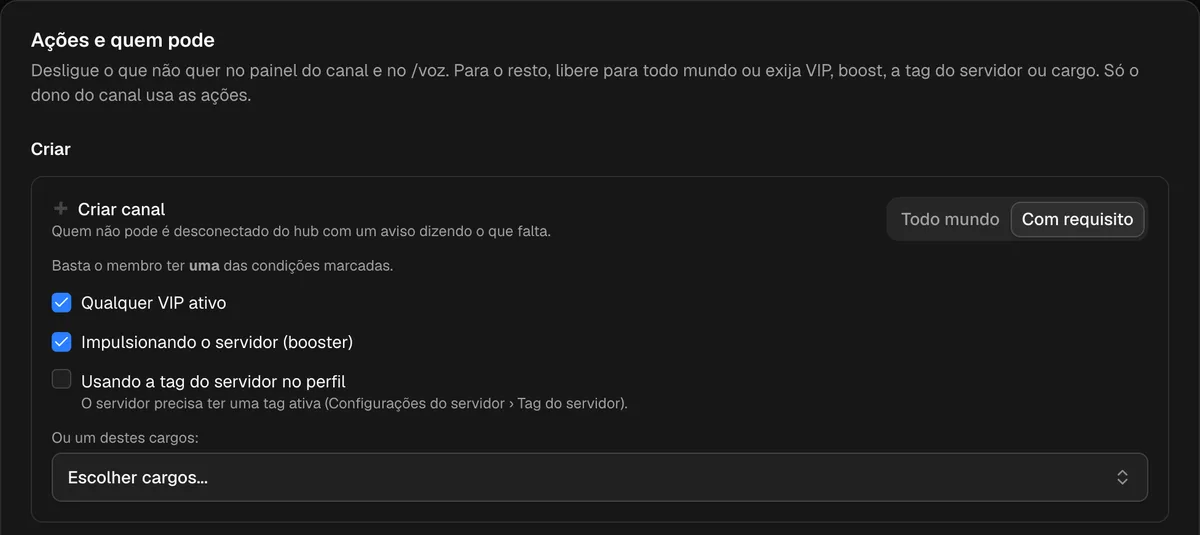 Ações e quem pode
Desligue o que não quer no painel do canal e no /voz. Para o resto, libere para todo mundo ou exija VIP, boost, a tag do servidor ou cargo. Só o
dono do canal usa as ações.
Criar
Criar canal
Quem não pode é desconectado do hub com um aviso dizendo o que falta.
Todo mundo
Com requisito
Basta o membro ter uma das condições marcadas.
Qualquer VIP ativo
Impulsionando o servidor (booster)
Usando a tag do servidor no perfil
O servidor precisa ter uma tag ativa (Configurações do servidor › Tag do servidor).
Ou um destes cargos:
Escolher cargos...